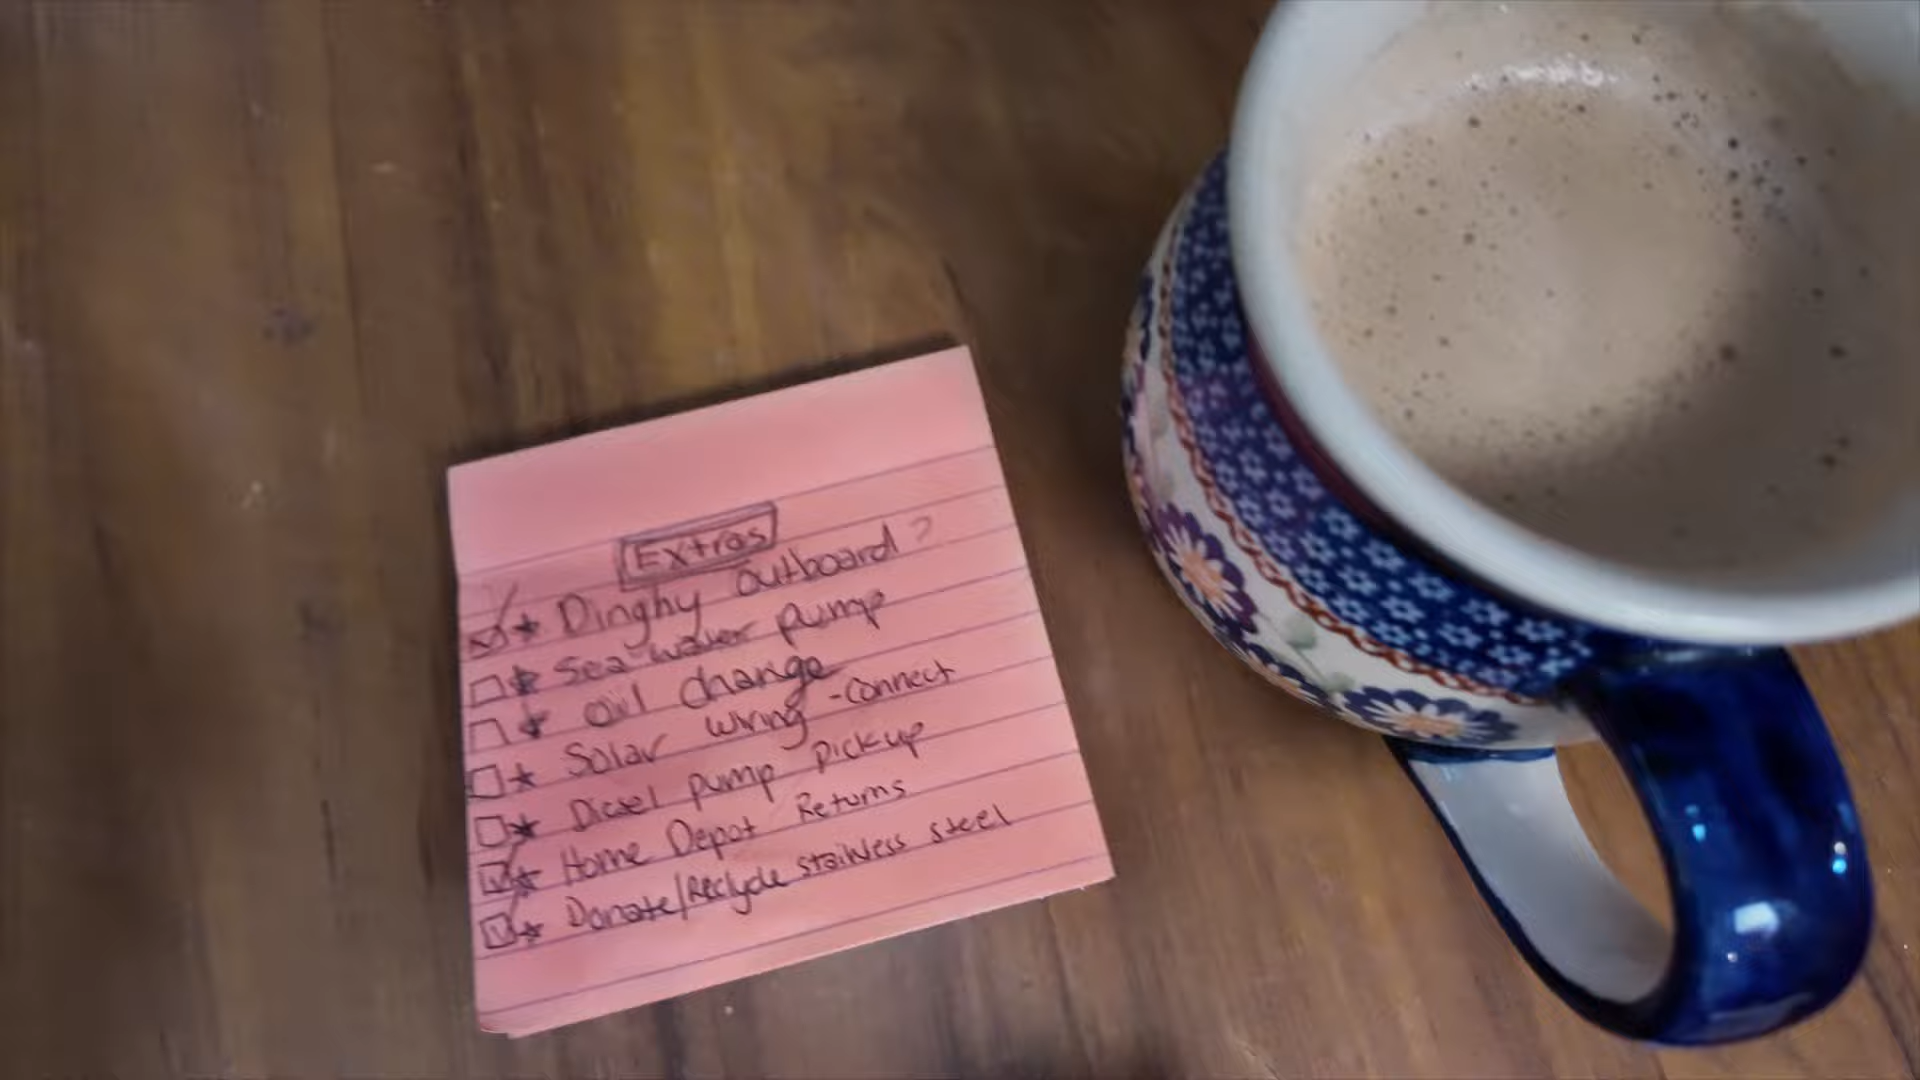 Extras
Dinghy outboard?
Sea water pump
Oil change
Solar wiring - connect
Diesel pump pickup
Home Depot Returns
Donate/Recycle stainless steel